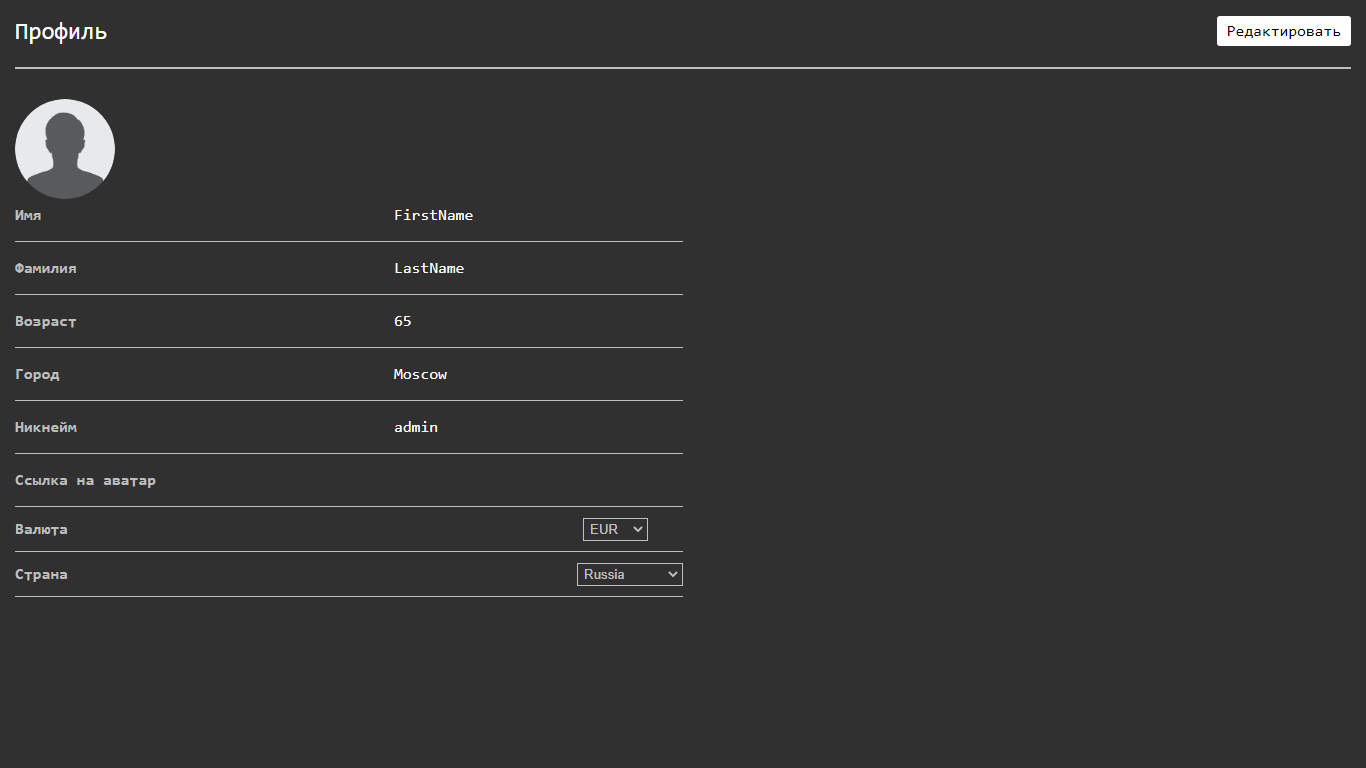 Профиль
Редактировать
Имя FirstName
Фамилия LastName
Возраст 65
Город Moscow
Никнейм admin
Ссылка на аватар
Валюта EUR
Страна Russia